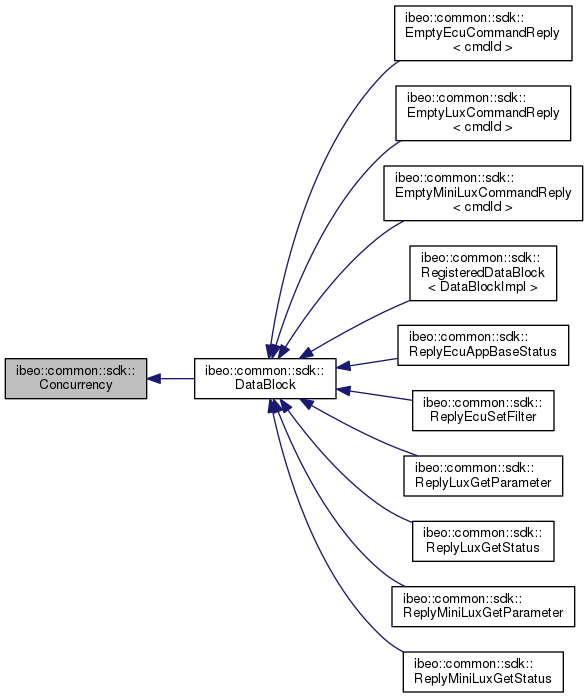 ibeo::common::sdk::
EmptyEcuCommandReply
< cmdId >
ibeo::common::sdk::
EmptyLuxCommandReply
< cmdId >
ibeo::common::sdk::
EmptyMiniLuxCommandReply
< cmdId >
ibeo::common::sdk::
RegisteredDataBlock
< DataBlockImpl >
ibeo::common::sdk::
ReplyEcuAppBaseStatus
ibeo::common::sdk::
Concurrency
ibeo::common::sdk::
DataBlock
ibeo::common::sdk::
ReplyEcuSetFilter
ibeo::common::sdk::
ReplyLuxGetParameter
ibeo::common::sdk::
ReplyLuxGetStatus
ibeo::common::sdk::
ReplyMiniLuxGetParameter
ibeo::common::sdk::
ReplyMiniLuxGetStatus